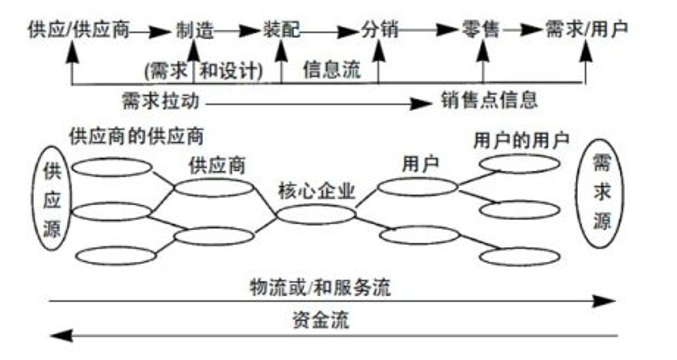 供应/供应商 制造 装配 分销 零售 需求/用户
(需求 和设计) 信息流
需求拉动 销售点信息
供应商的供应商 用户的用户
供应商 用户
核心企业
供应源
需求源
物流或/和服务流
资金流